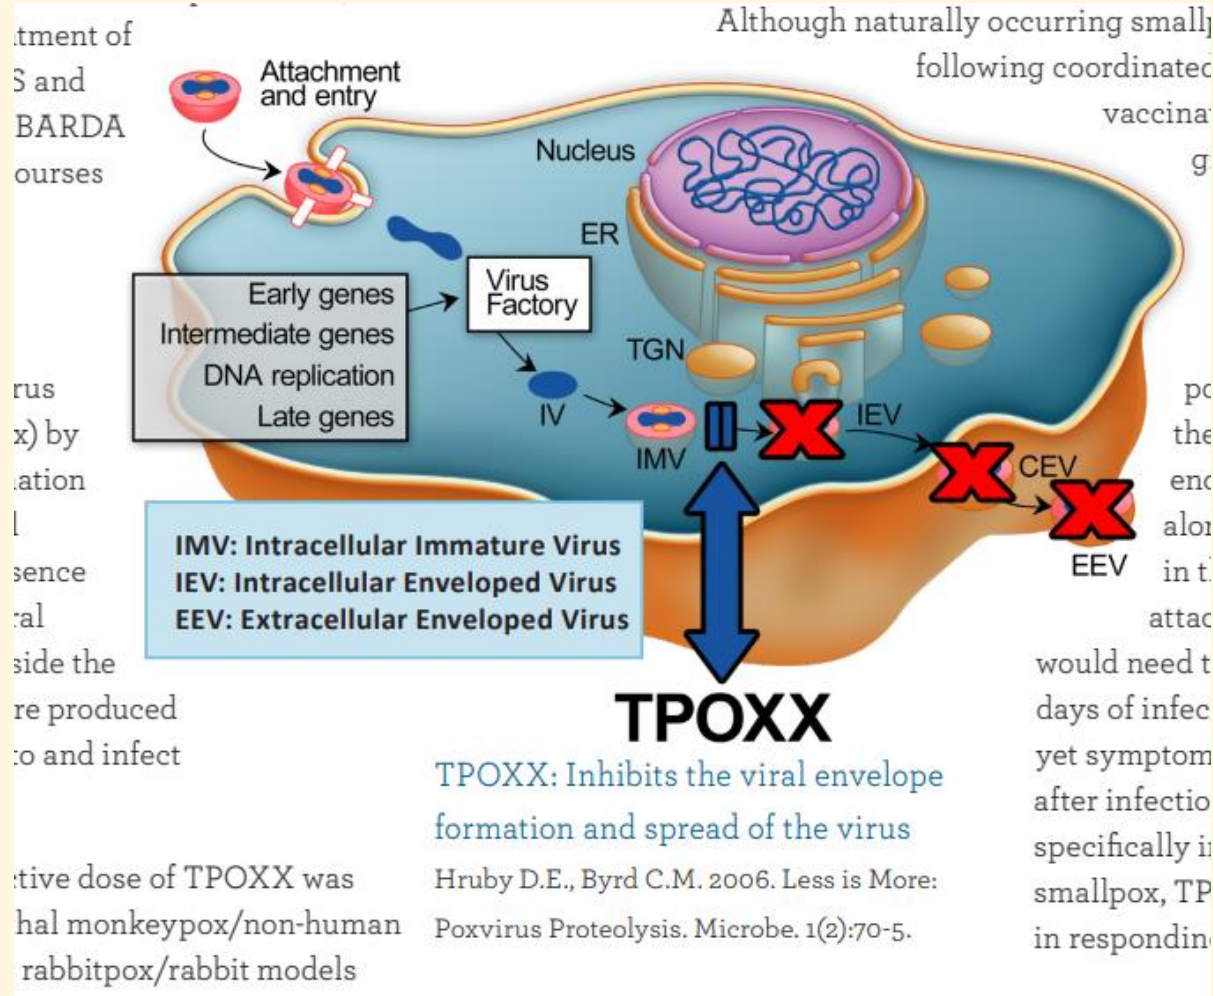 tment of
S and
BARDA
ourses
Although naturally occurring small
following coordinated
vaccina
g
Attachment
and entry
Nucleus
ER
Early genes
Intermediate genes
DNA replication
Late genes
Virus
Factory
TGN
IV
IMV
IEV
CEV
EEV
rus
x) by
ation
l
sence
ral
side the
re produced
to and infect
po
the
enc
alor
in t
attac
would need t
days of infec
yet symptom
after infectio
specifically i
smallpox, TP
in respondin
IMV: Intracellular Immature Virus
IEV: Intracellular Enveloped Virus
EEV: Extracellular Enveloped Virus
TPOXX
TPOXX: Inhibits the viral envelope
formation and spread of the virus
Hruby D.E., Byrd C.M. 2006. Less is More:
Poxvirus Proteolysis. Microbe. 1(2):70-5.
ctive dose of TPOXX was
hal monkeypox/non-human
rabbitpox/rabbit models